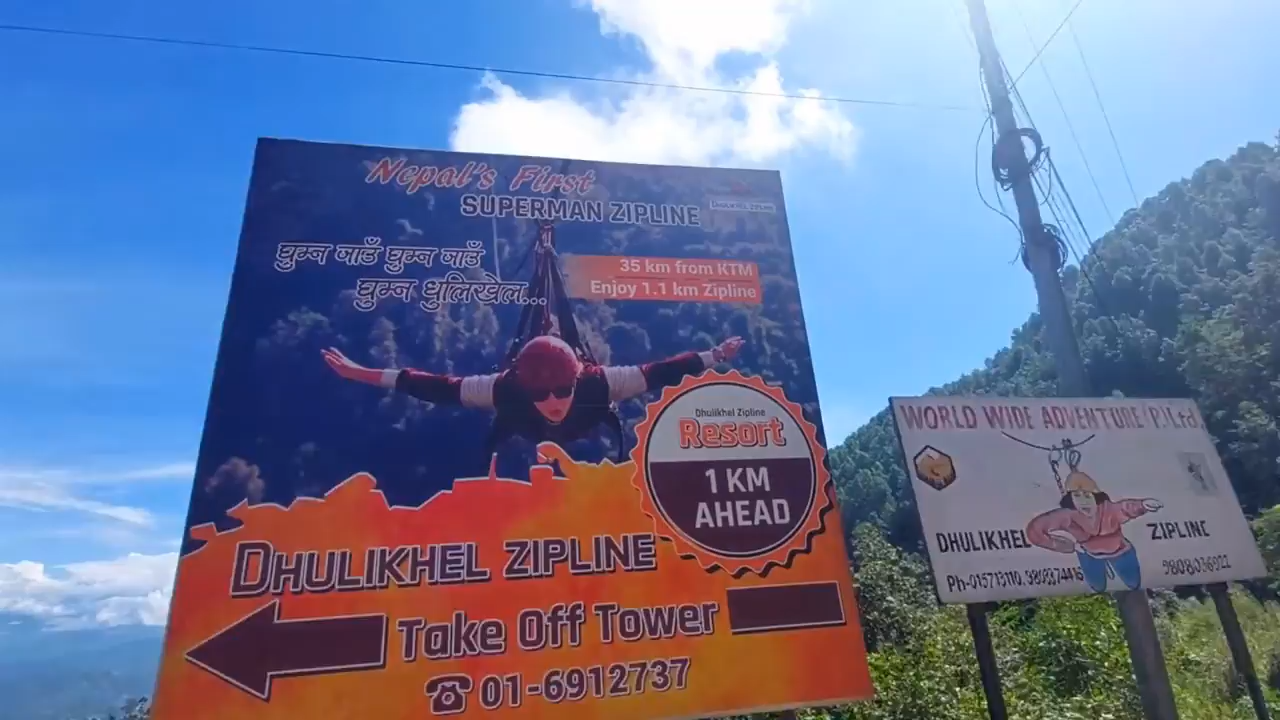 Nepal's First
SUPERMAN ZIPLINE
DHULIKHEL ZIPLINE
घुम्न जाउँ घुम्न जाउँ
घुम्न धुलिखेल...
35 km from KTM
Enjoy 1.1 km Zipline
Dhulikhel Zipline
Resort
1 KM
AHEAD
DHULIKHEL ZIPLINE
Take Off Tower
01-6912737
WORLD WIDE ADVENTURE (P.) Ltd.
DHULIKHEL ZIPLINE